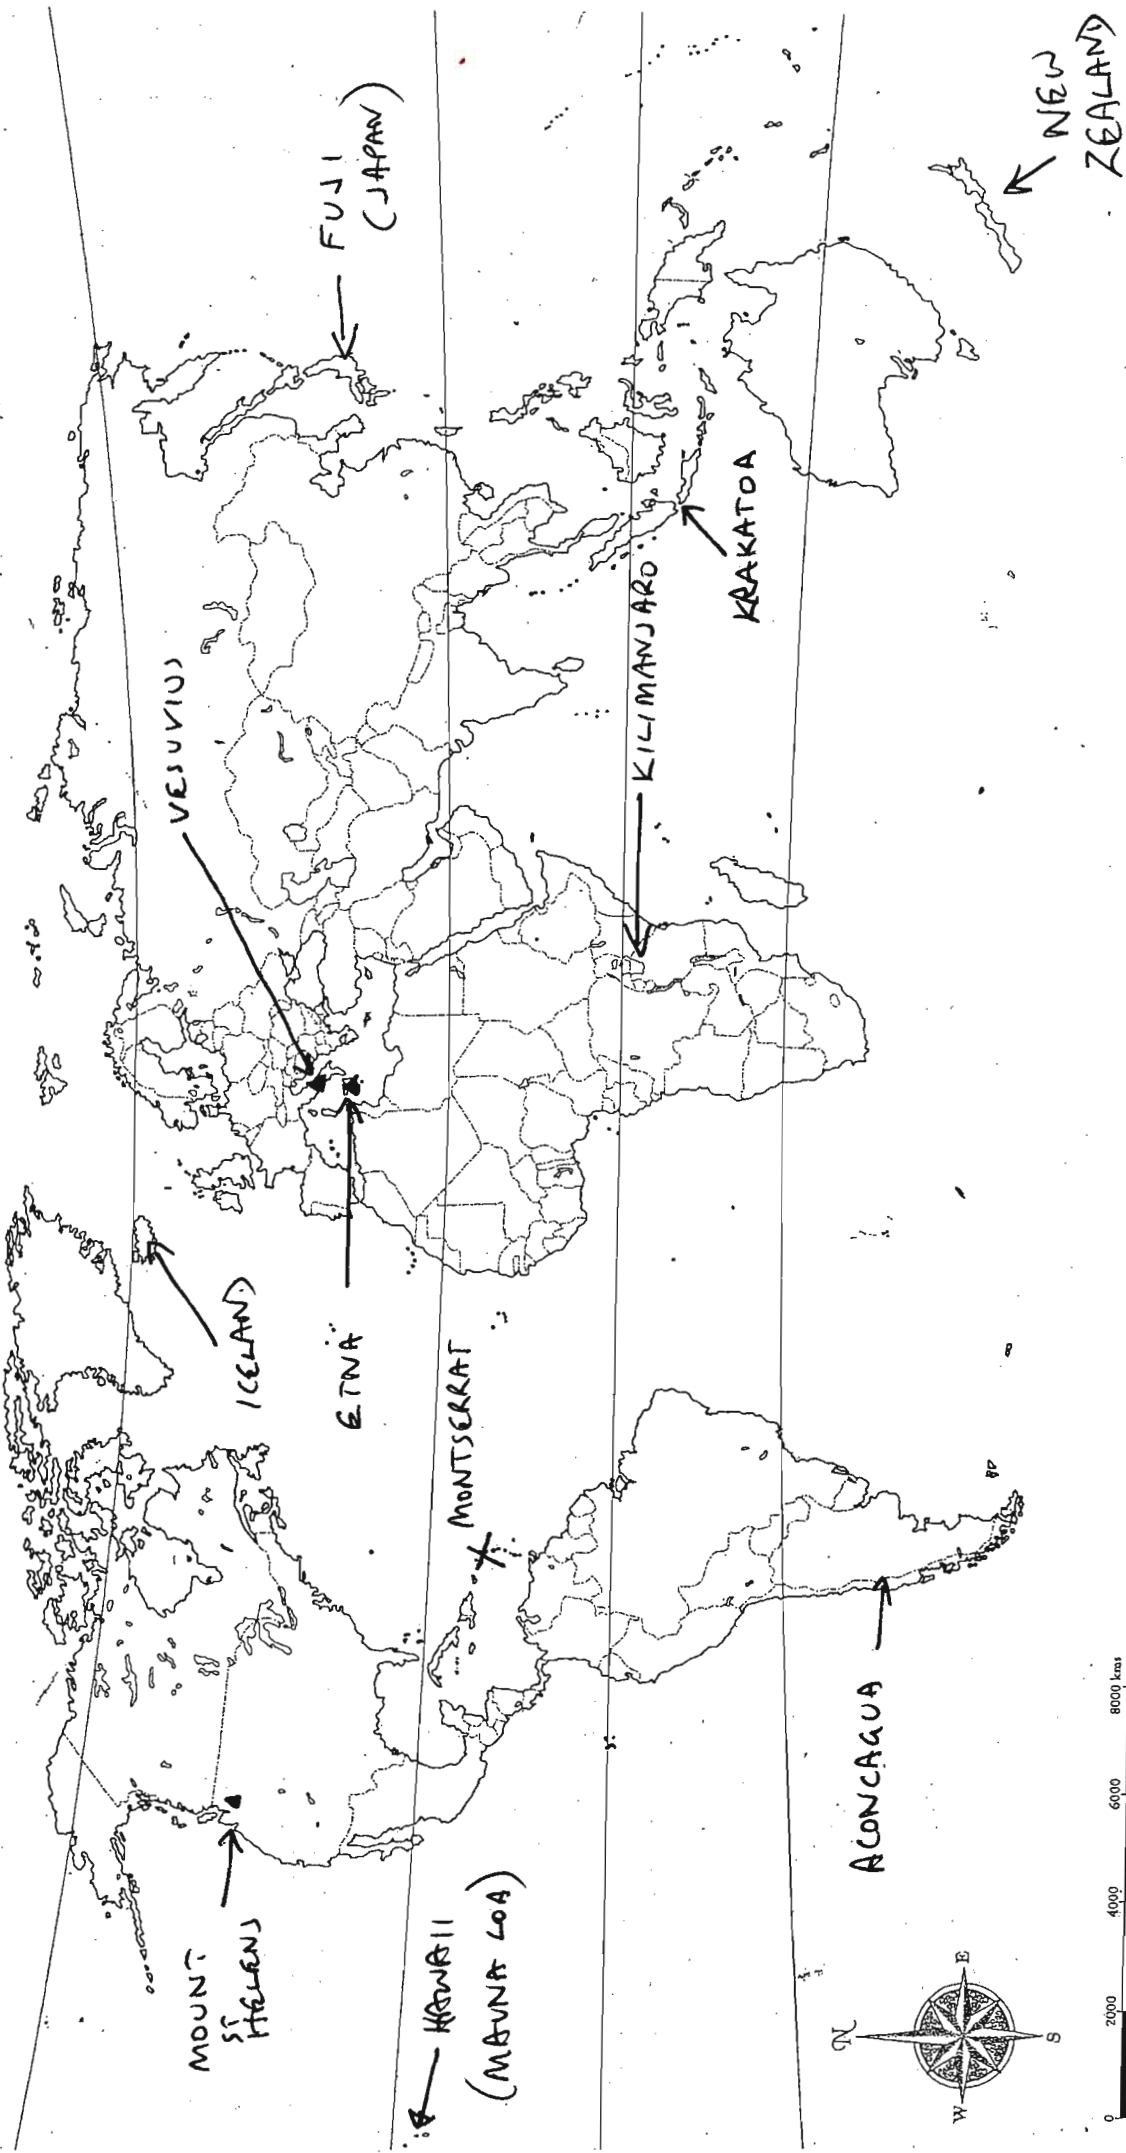 ICELAND
VESUVIUS
FUJI
(JAPAN)
MOUNT
ST
HELENS
ETNA
MONTSERRAT
HAWAII
(MAUNA LOA)
KILIMANJARO
KRAKATOA
ACONCAGUA
NEW
ZEALAND
N
W
E
S
0
2000
4000
6000
8000 kms